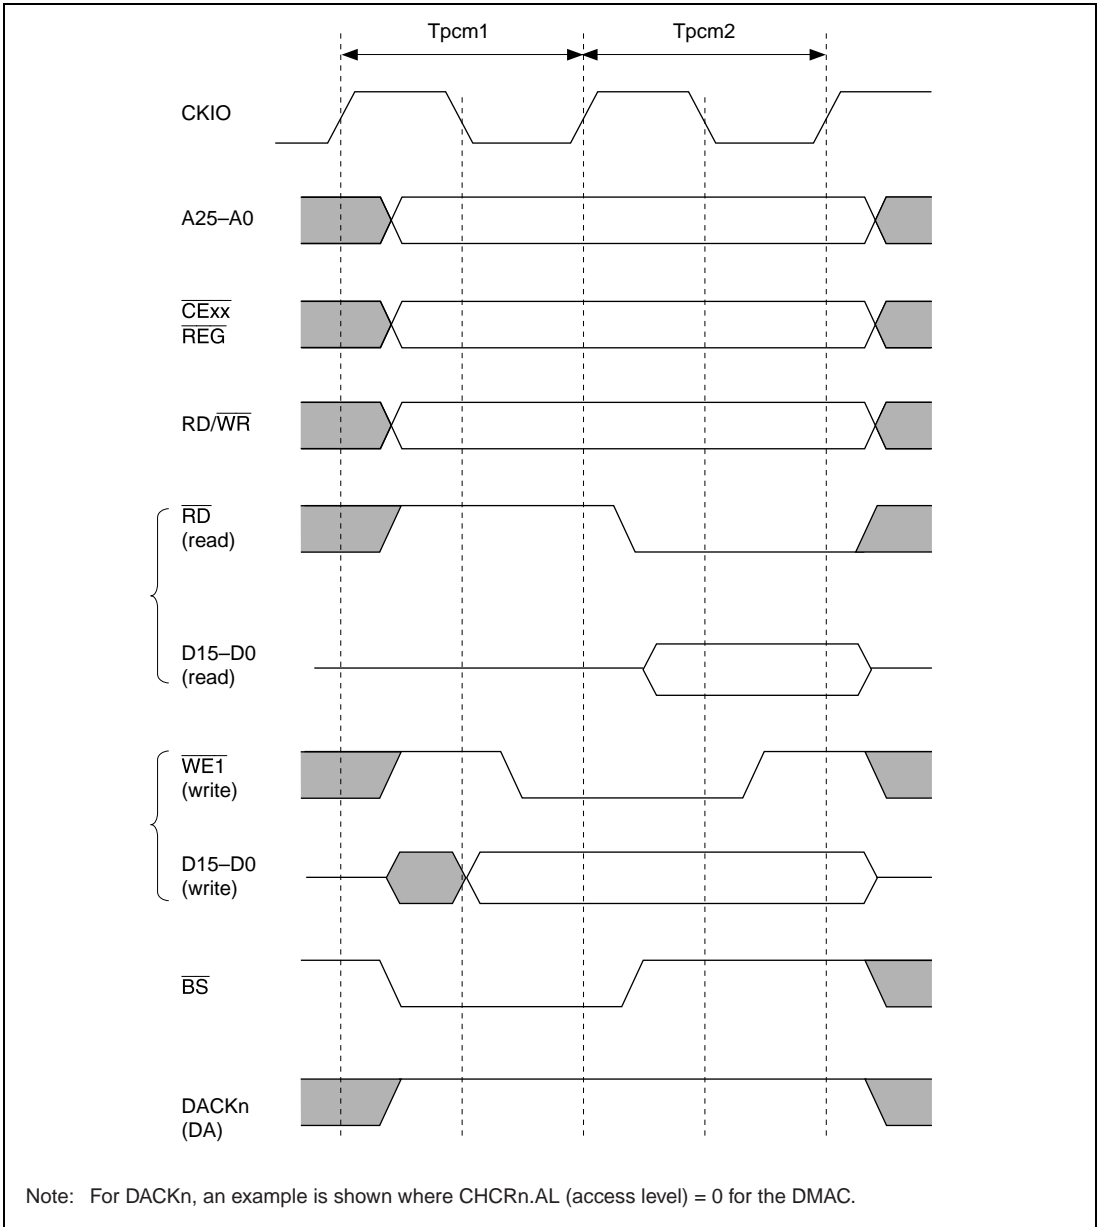 Tpcm1 Tpcm2
CKIO
A25–A0
CExx
REG
RD/WR
RD
(read)
D15–D0
(read)
WE1
(write)
D15–D0
(write)
BS
DACKn
(DA)
Note: For DACKn, an example is shown where CHCRn.AL (access level) = 0 for the DMAC.